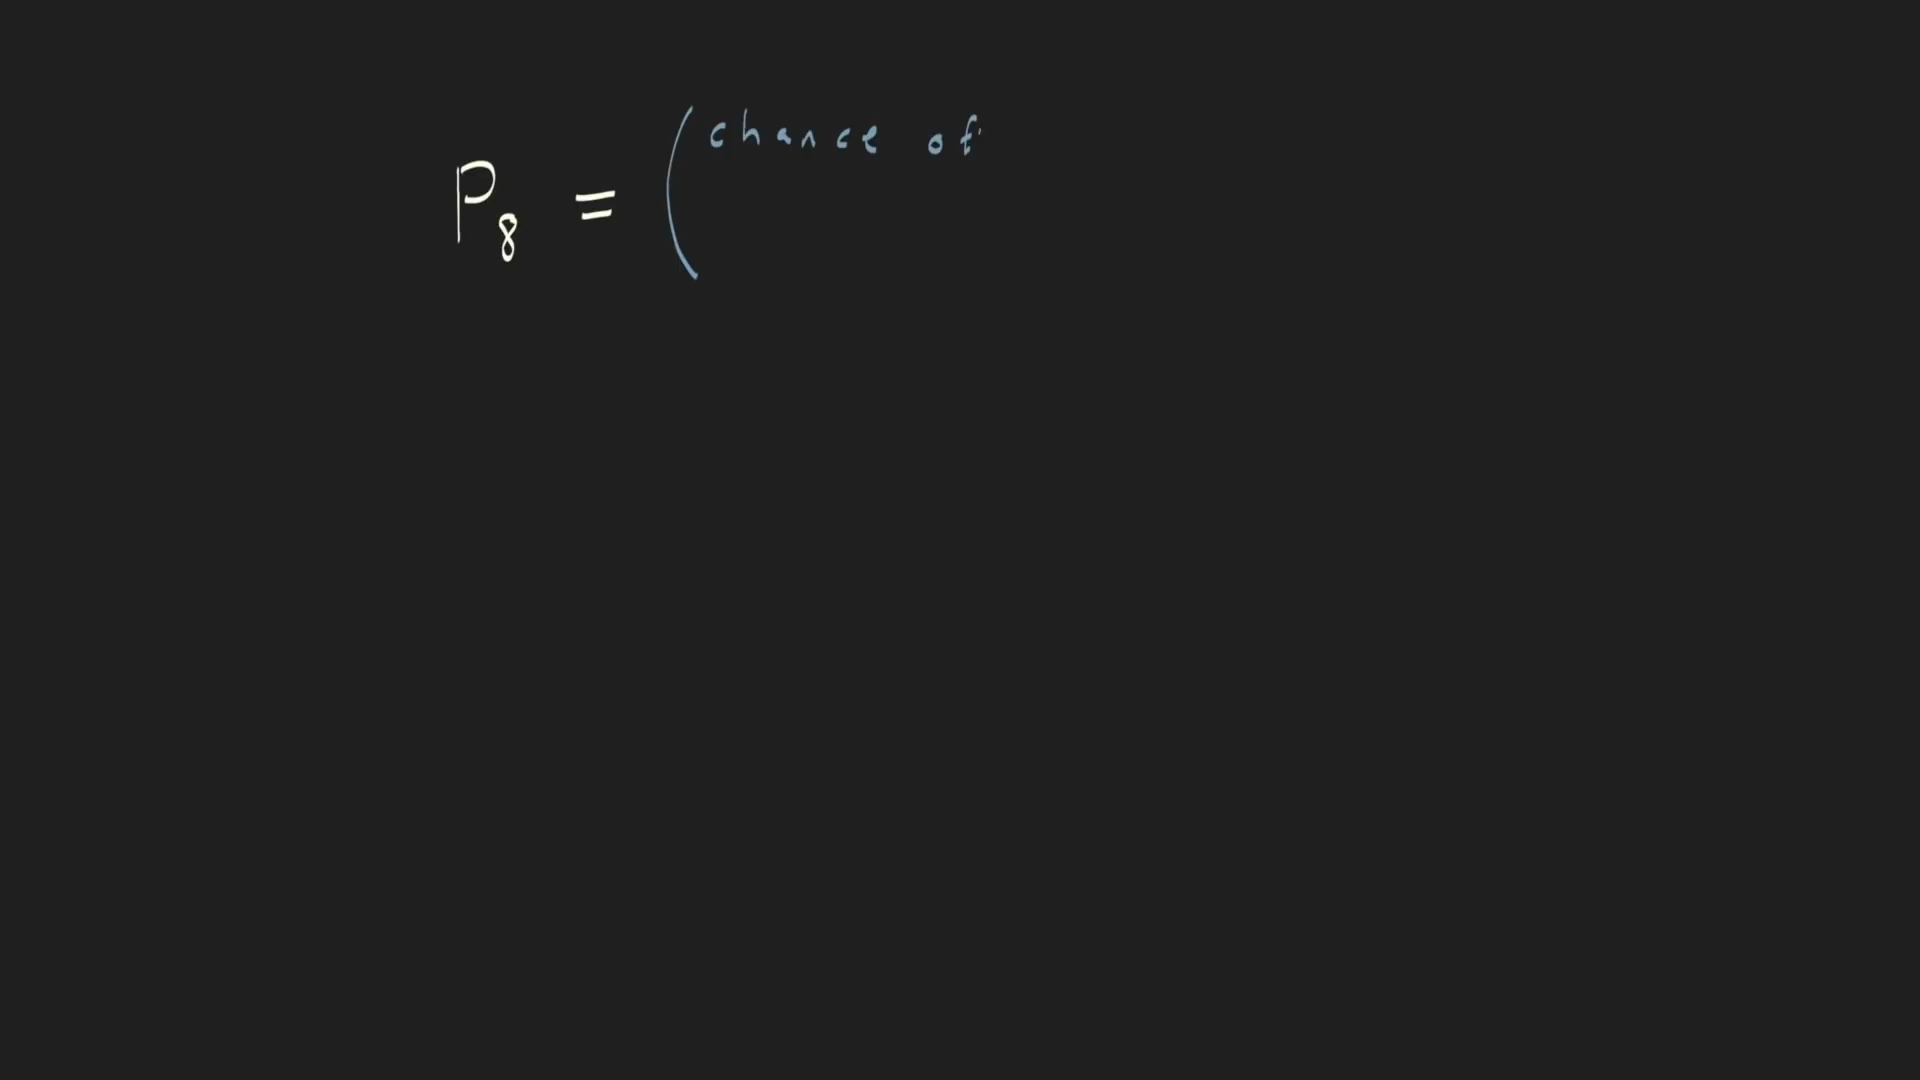 P₈ = (chance of